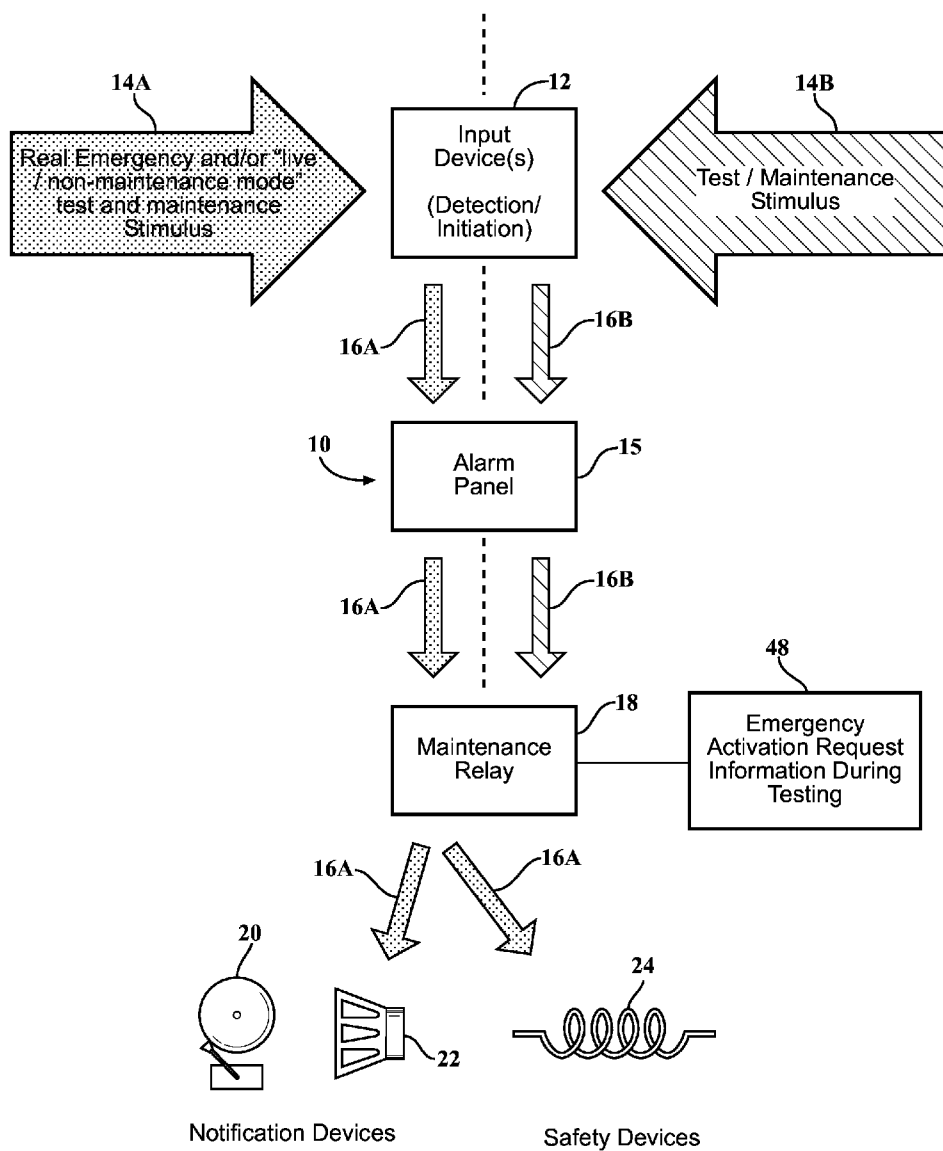 14A
12
14B
Real Emergency and/or “live
/ non-maintenance mode”
test and maintenance
Stimulus
Input
Device(s)
(Detection/
Initiation)
Test / Maintenance
Stimulus
16A
16B
10
Alarm
Panel
15
16A
16B
18
48
Maintenance
Relay
Emergency
Activation Request
Information During
Testing
16A
16A
20
22
24
Notification Devices
Safety Devices